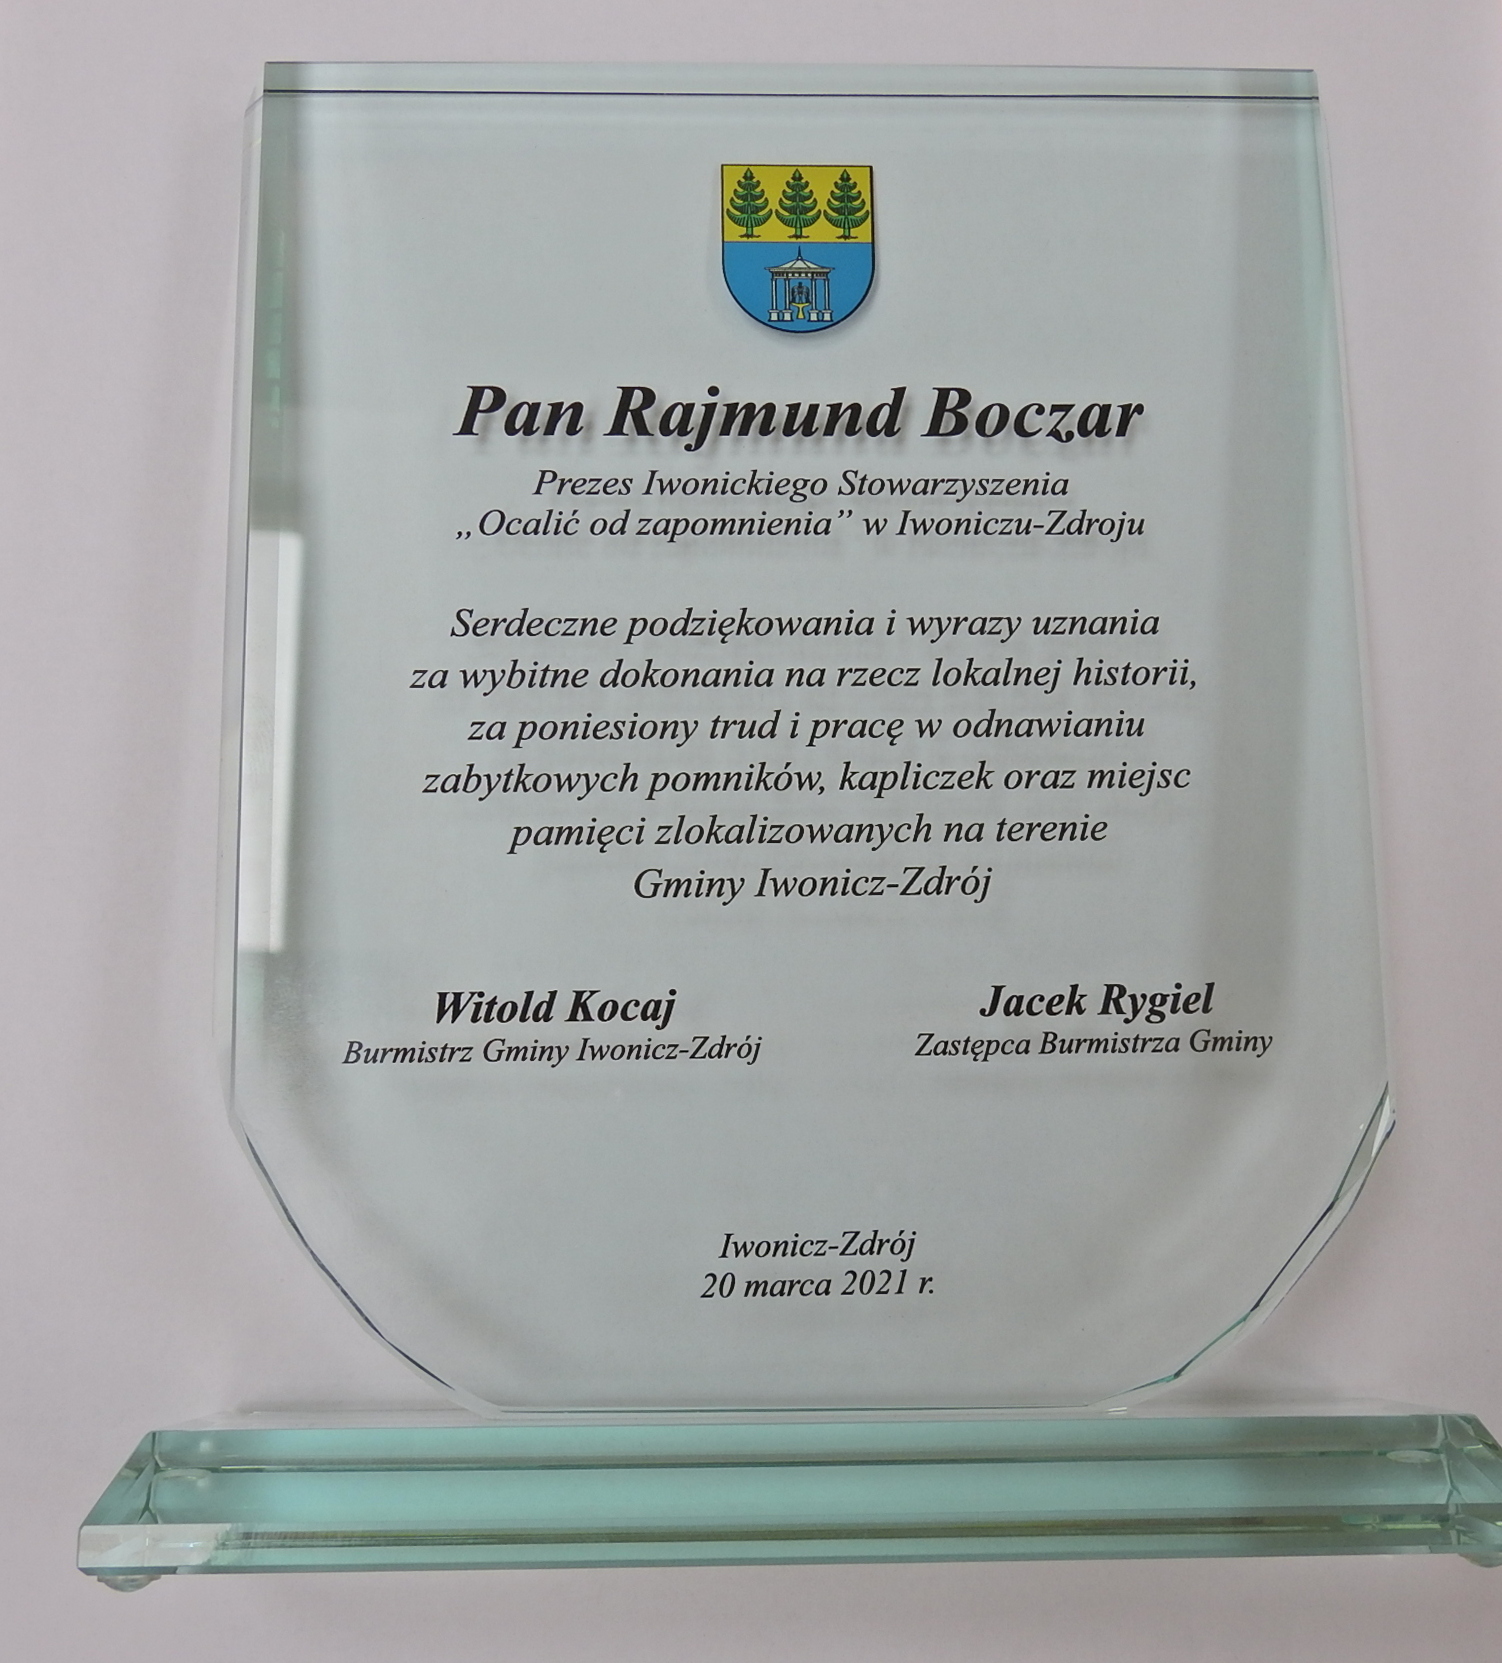 Pan Rajmund Boczar
Prezes Iwonickiego Stowarzyszenia
„Ocalić od zapomnienia” w Iwoniczu-Zdroju
Serdeczne podziękowania i wyrazy uznania
za wybitne dokonania na rzecz lokalnej historii,
za poniesiony trud i pracę w odnawianiu
zabytkowych pomników, kapliczek oraz miejsc
pamięci zlokalizowanych na terenie
Gminy Iwonicz-Zdrój
Witold Kocaj
Burmistrz Gminy Iwonicz-Zdrój
Jacek Rygiel
Zastępca Burmistrza Gminy
Iwonicz-Zdrój
20 marca 2021 r.